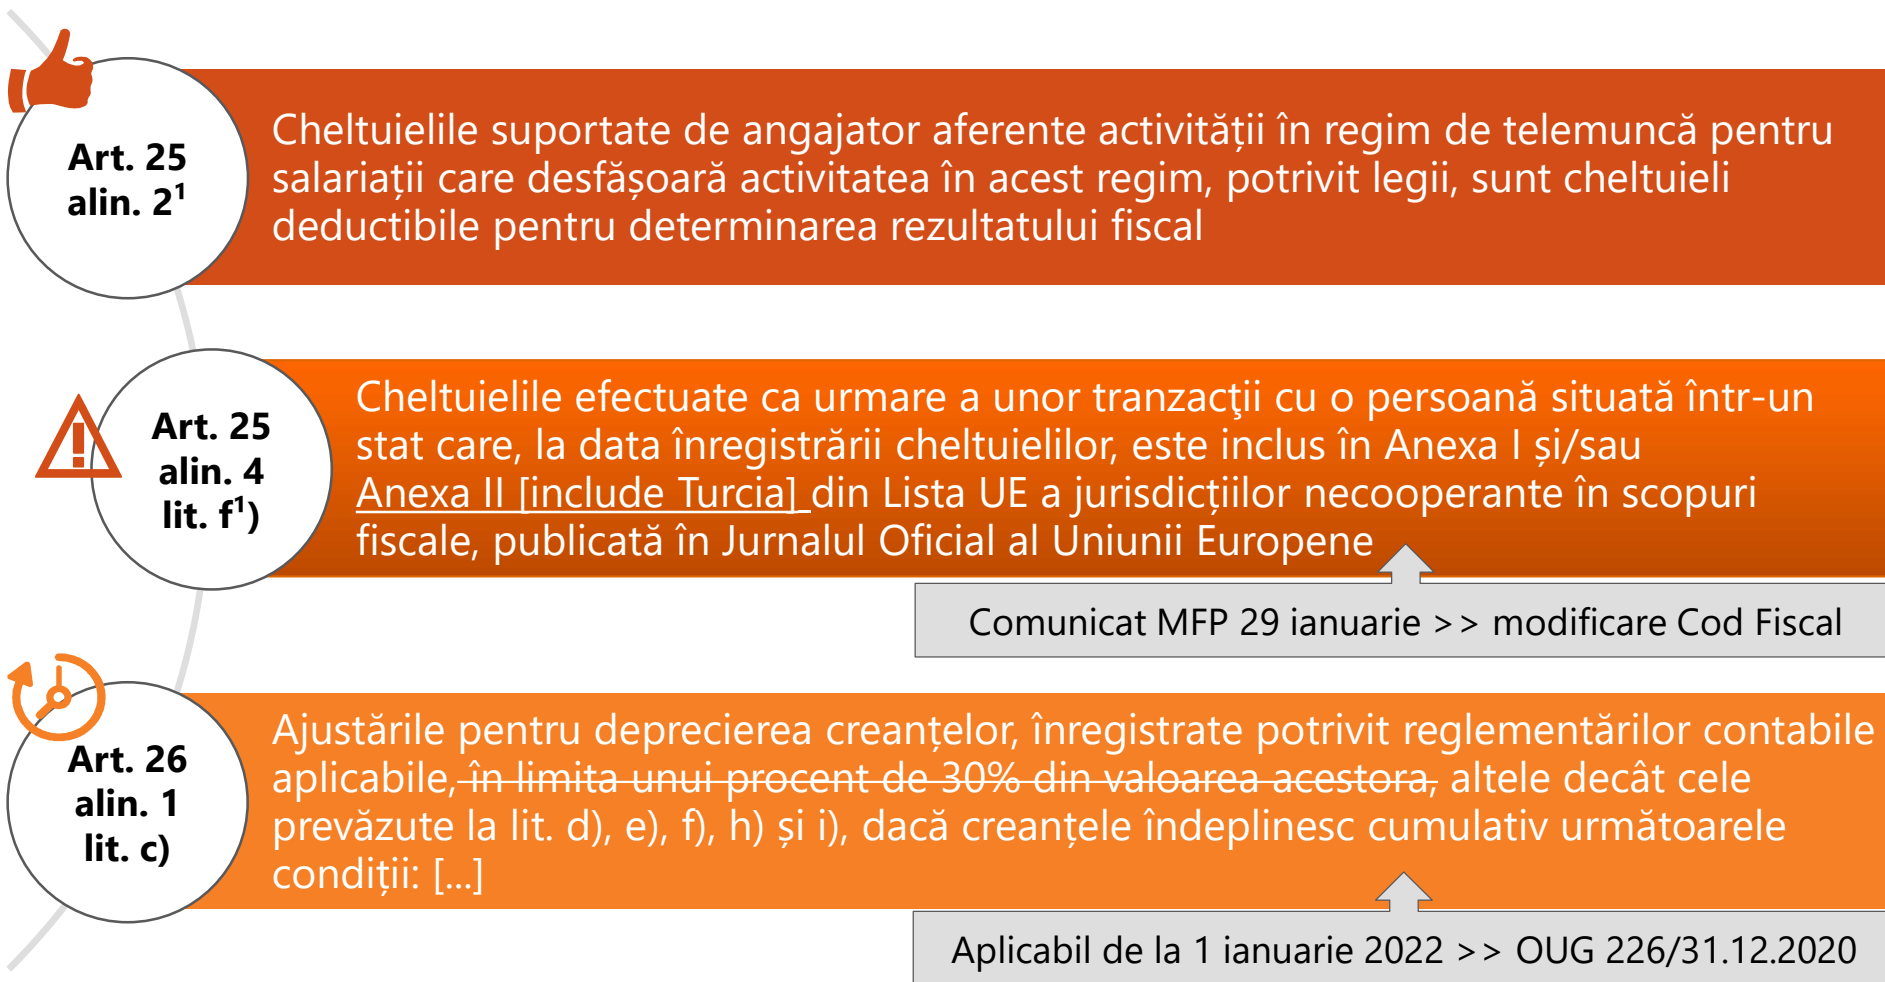 Art. 25
alin. 2¹
Cheltuielile suportate de angajator aferente activității în regim de telemuncă pentru
salariații care desfășoară activitatea în acest regim, potrivit legii, sunt cheltuieli
deductibile pentru determinarea rezultatului fiscal
Art. 25
alin. 4
lit. f¹)
Cheltuielile efectuate ca urmare a unor tranzacţii cu o persoană situată într-un
stat care, la data înregistrării cheltuielilor, este inclus în Anexa I și/sau
Anexa II [include Turcia] din Lista UE a jurisdicțiilor necooperante în scopuri
fiscale, publicată în Jurnalul Oficial al Uniunii Europene
Comunicat MFP 29 ianuarie >> modificare Cod Fiscal
Art. 26
alin. 1
lit. c)
Ajustările pentru deprecierea creanțelor, înregistrate potrivit reglementărilor contabile
aplicabile, în limita unui procent de 30% din valoarea acestora, altele decât cele
prevăzute la lit. d), e), f), h) și i), dacă creanțele îndeplinesc cumulativ următoarele
condiții: [...]
Aplicabil de la 1 ianuarie 2022 >> OUG 226/31.12.2020